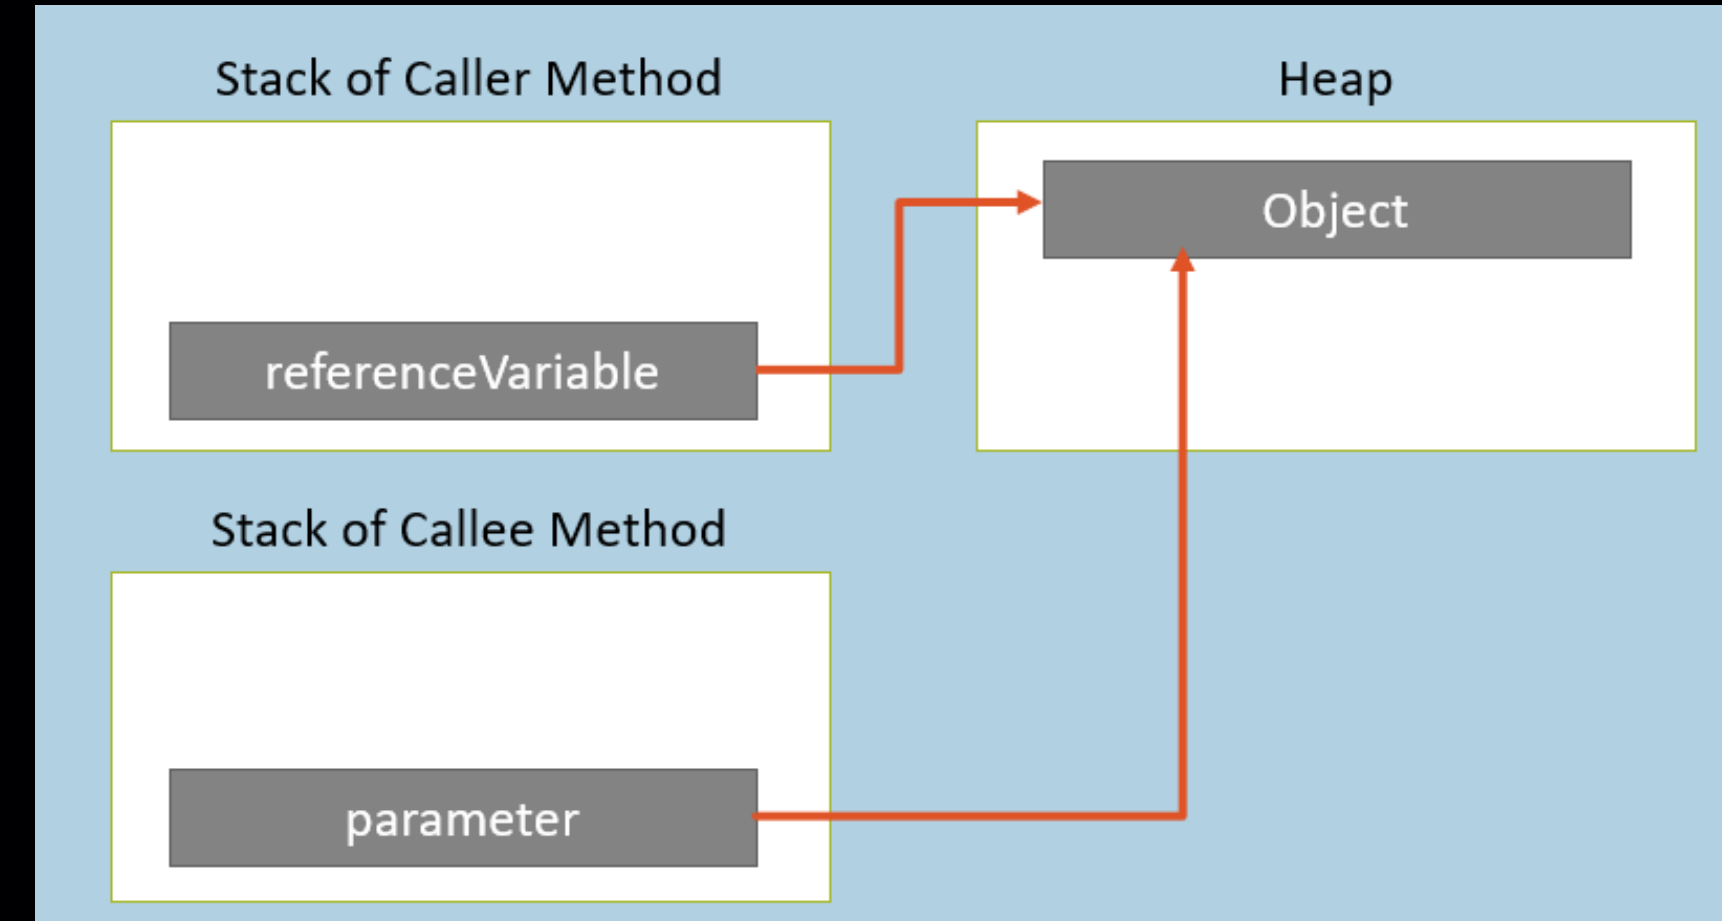 Stack of Caller Method
Heap
Object
referenceVariable
Stack of Callee Method
parameter